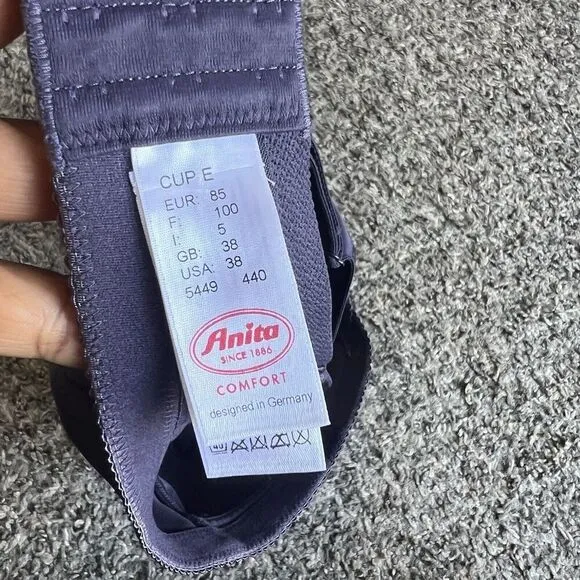 CUP E
EUR: 85
F: 100
I: 5
GB: 38
USA: 38
5449 440
Anita
SINCE 1886
COMFORT
designed in Germany
40